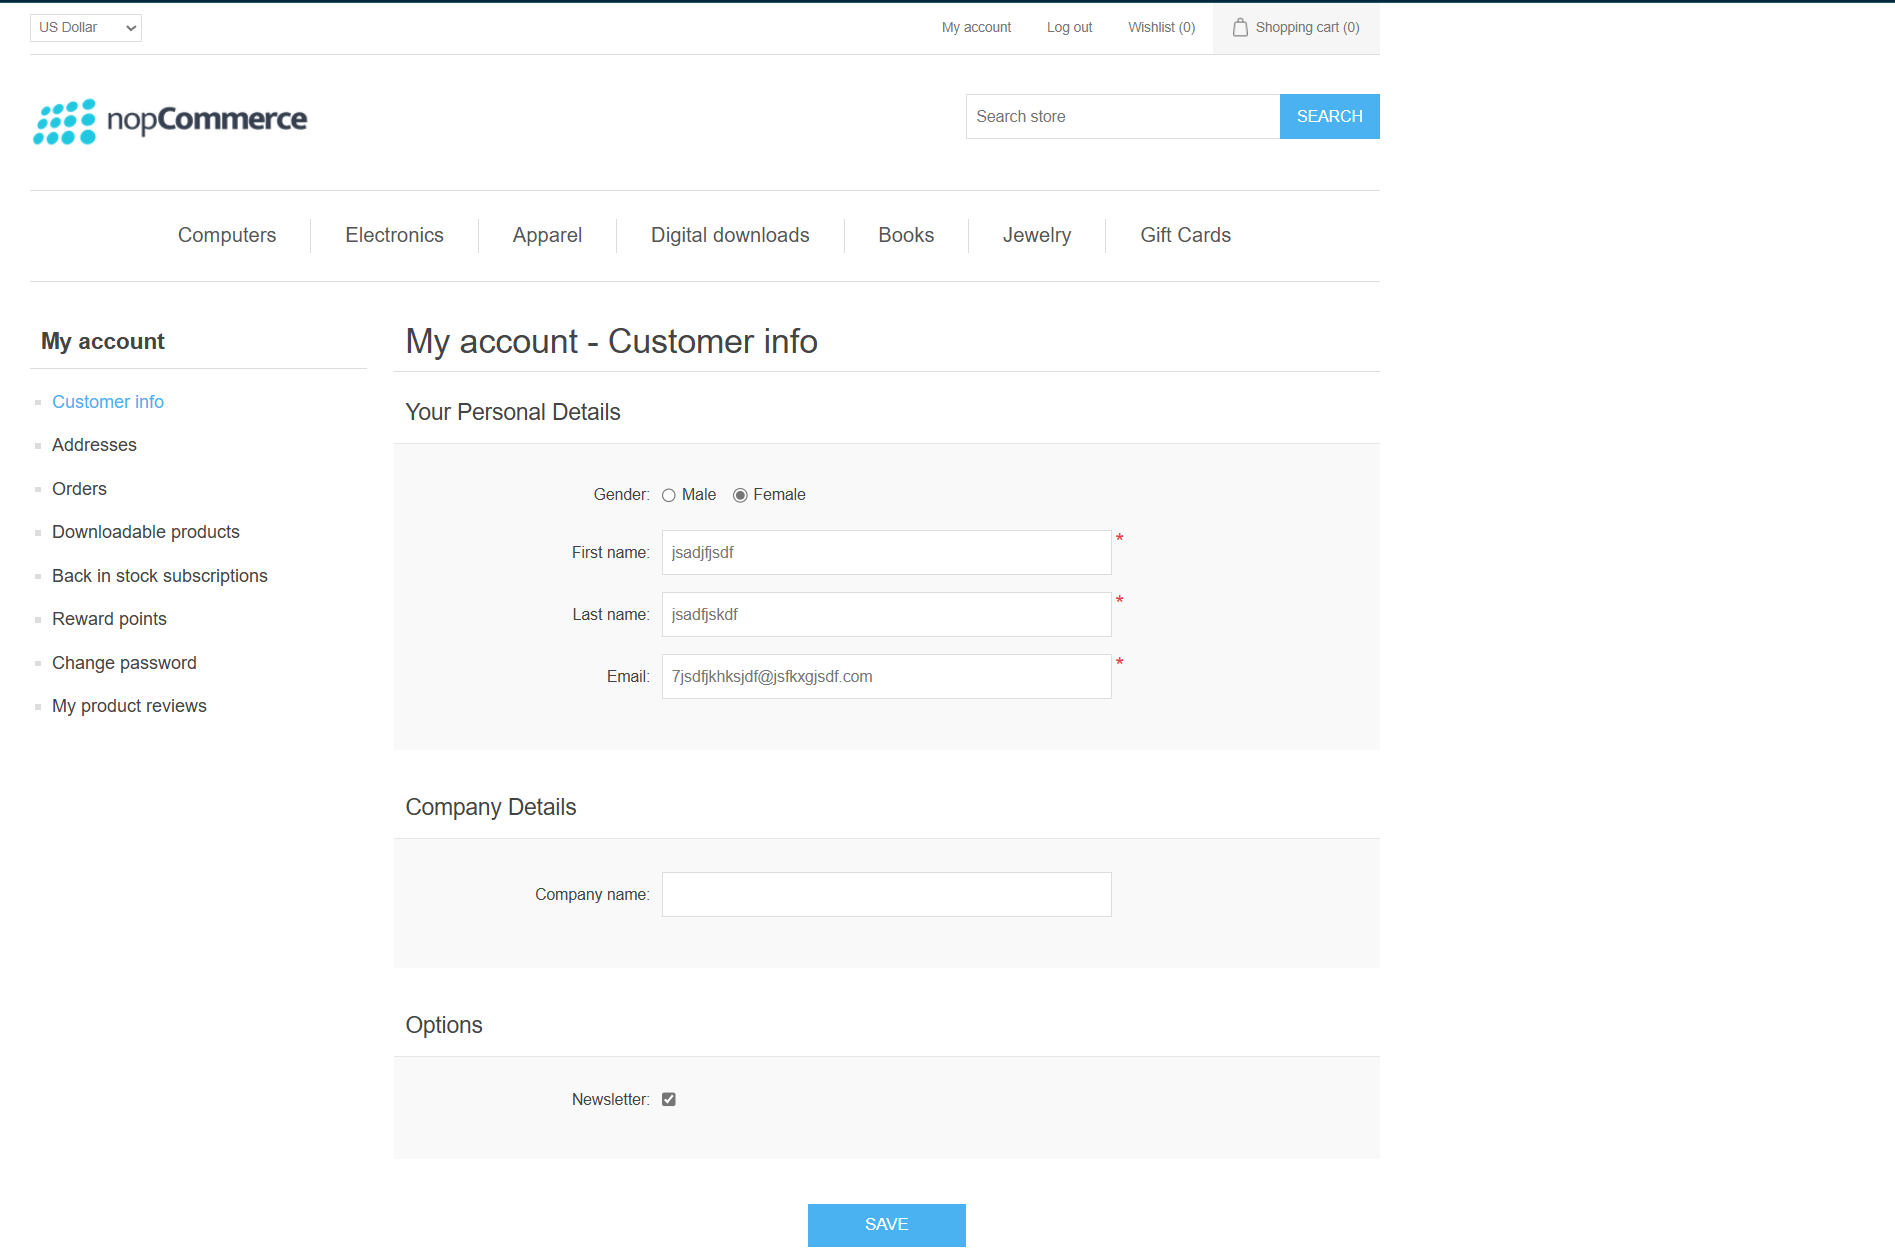 US Dollar
My account
Log out
Wishlist (0)
Shopping cart (0)
nopCommerce
Search store
SEARCH
Computers
Electronics
Apparel
Digital downloads
Books
Jewelry
Gift Cards
My account
Customer info
Addresses
Orders
Downloadable products
Back in stock subscriptions
Reward points
Change password
My product reviews
My account - Customer info
Your Personal Details
Gender: Male Female
First name: jsadjfjsdf *
Last name: jsadfjskdf *
Email: 7jsdfjkhksjdf@jsfkxgjsdf.com *
Company Details
Company name:
Options
Newsletter:
SAVE